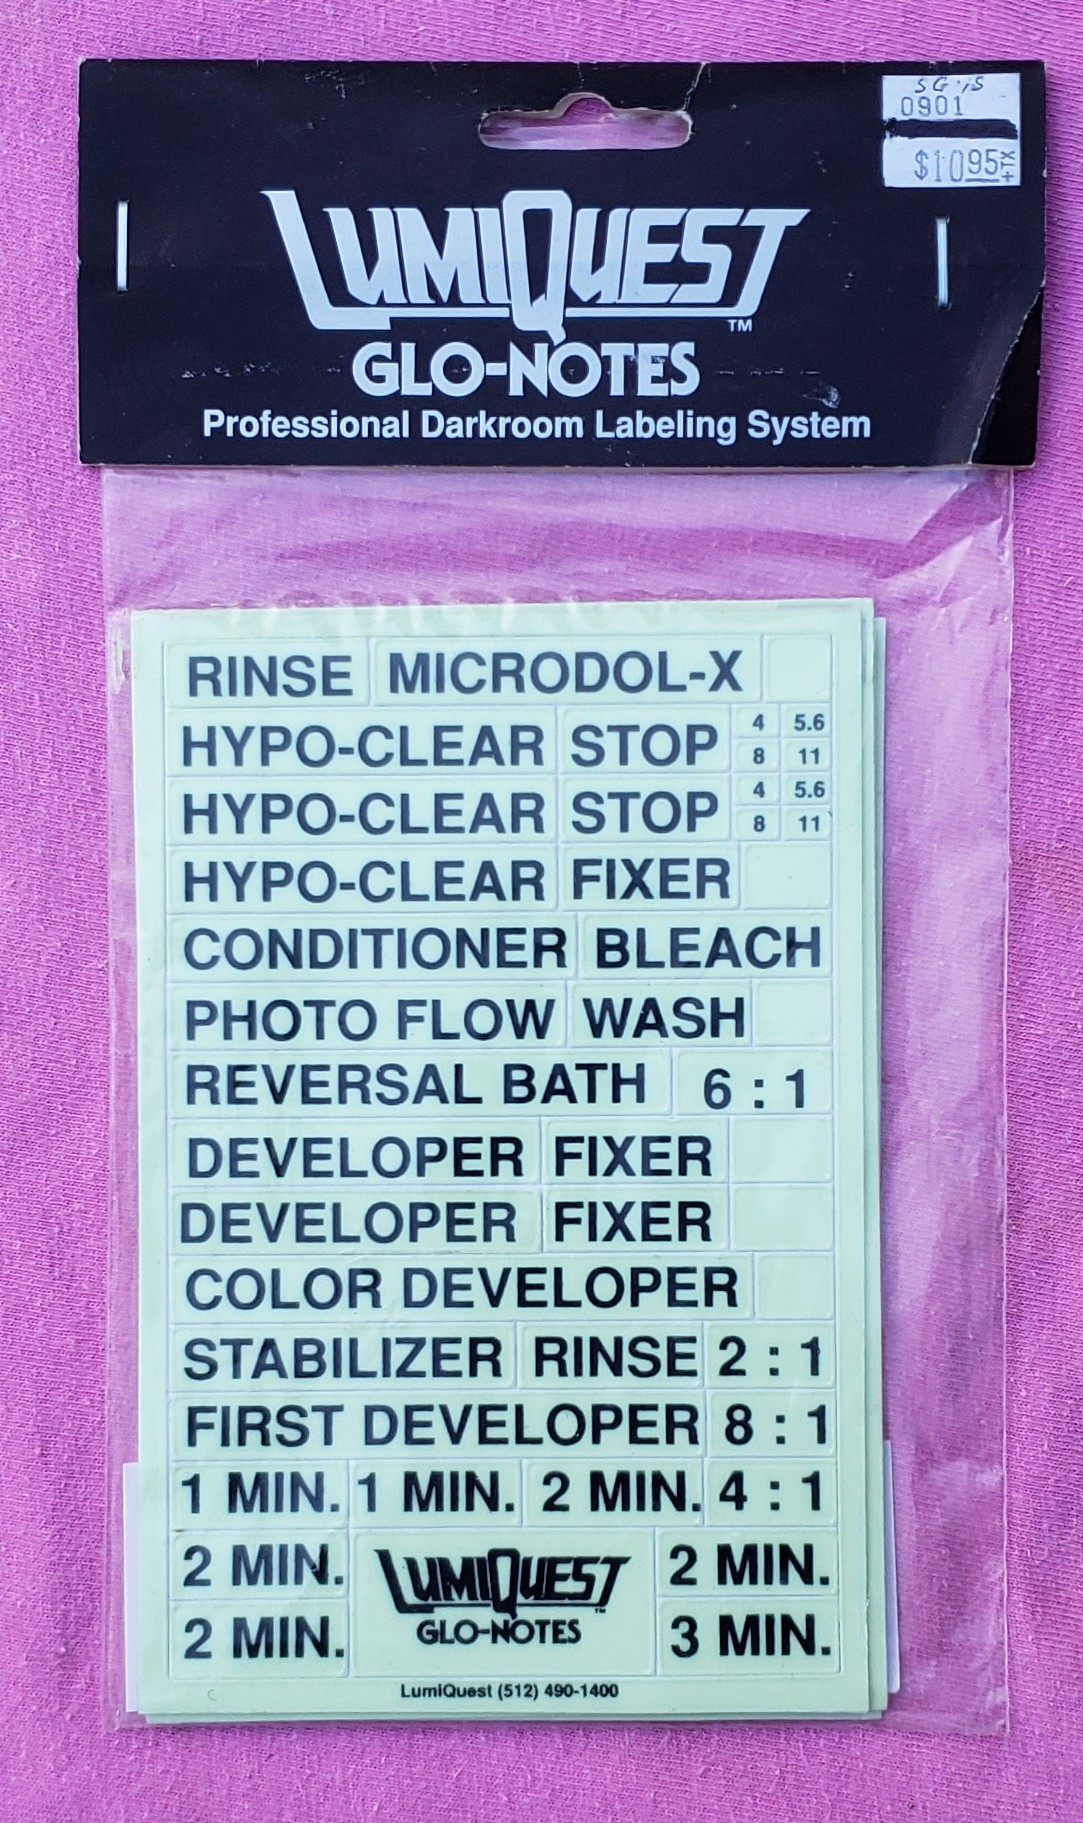 SG·IS
0901
$10.95 +TX
LUMIQUEST™
GLO-NOTES
Professional Darkroom Labeling System
RINSE MICRODOL-X
HYPO-CLEAR STOP 4 5.6
8 11
HYPO-CLEAR STOP 4 5.6
8 11
HYPO-CLEAR FIXER
CONDITIONER BLEACH
PHOTO FLOW WASH
REVERSAL BATH 6 : 1
DEVELOPER FIXER
DEVELOPER FIXER
COLOR DEVELOPER
STABILIZER RINSE 2 : 1
FIRST DEVELOPER 8 : 1
1 MIN. 1 MIN. 2 MIN. 4 : 1
2 MIN. LUMIQUEST™ 2 MIN.
GLO-NOTES
2 MIN. 3 MIN.
LumiQuest (512) 490-1400